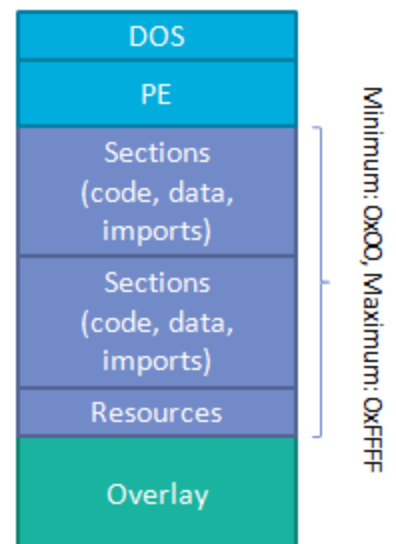 DOS
PE
Sections
(code, data,
imports)
Sections
(code, data,
imports)
Resources
Overlay
Minimum: 0x00, Maximum: 0xFFFF